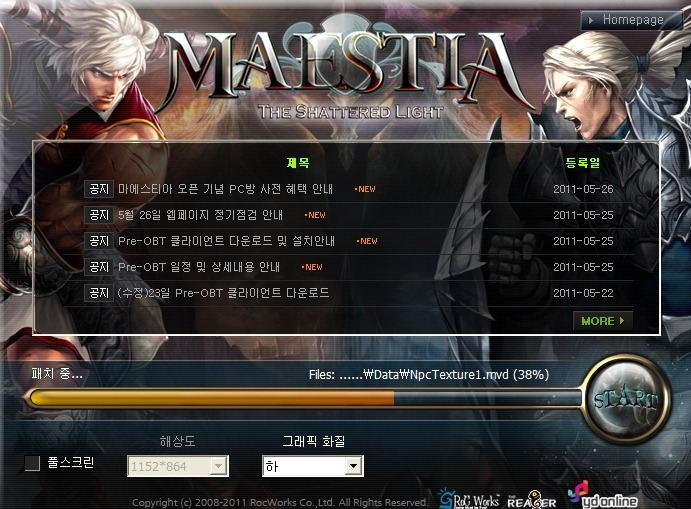 Homepage
MAESTIA
THE SHATTERED LIGHT
제목 등록일
공지 마에스티아 오픈 기념 PC방 사전 혜택 안내 •NEW 2011-05-26
공지 5월 26일 웹페이지 정기점검 안내 •NEW 2011-05-25
공지 Pre-OBT 클라이언트 다운로드 및 설치안내 •NEW 2011-05-25
공지 Pre-OBT 일정 및 상세내용 안내 •NEW 2011-05-25
공지 (수정)23일 Pre-OBT 클라이언트 다운로드 2011-05-22
MORE
패치 중... Files: ......₩Data₩NpcTexture1.mvd (38%)
START
해상도 그래픽 화질
풀스크린 1152*864 하
Copyright (c) 2008-2011 RocWorks Co.,Ltd. All Rights Reserved. RoC Works REAGER yd online